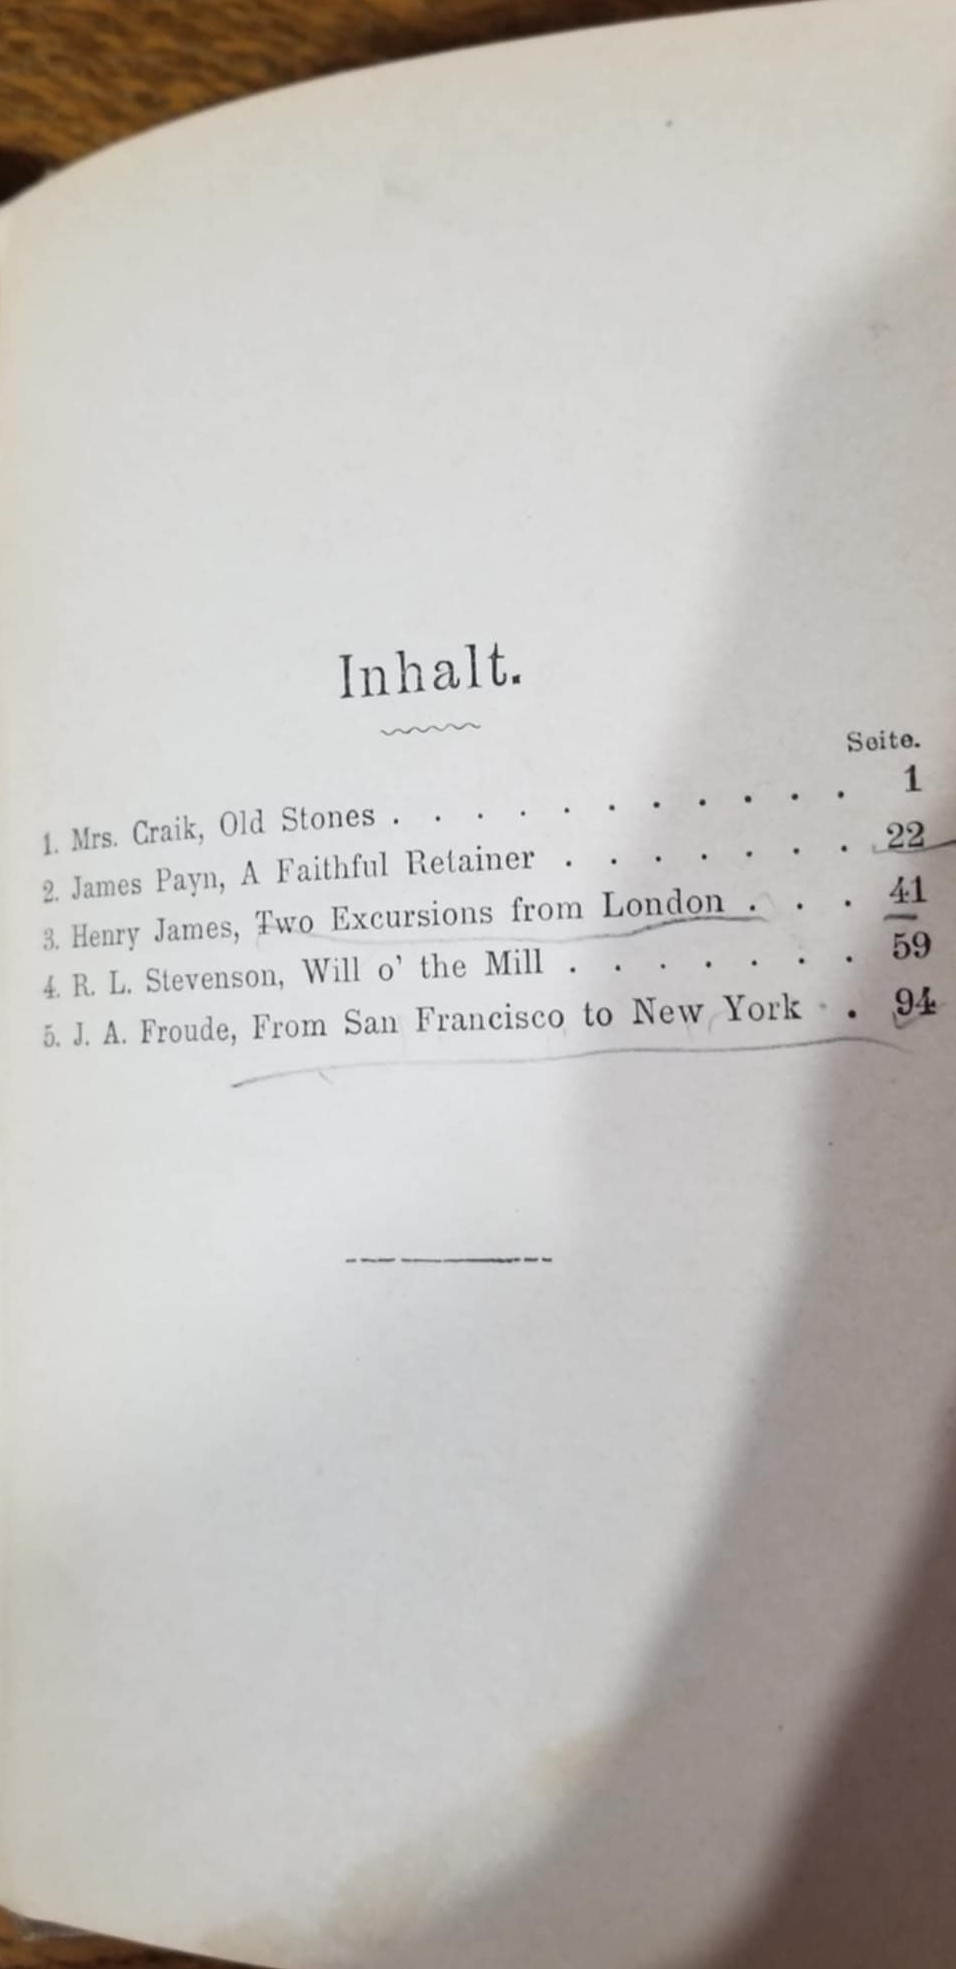 Inhalt.
Seite.
1. Mrs. Craik, Old Stones . . . . . . . . . . . 1
2. James Payn, A Faithful Retainer . . . . . . . 22
3. Henry James, Two Excursions from London . . . 41
4. R. L. Stevenson, Will o' the Mill . . . . . . . 59
5. J. A. Froude, From San Francisco to New York . . 94